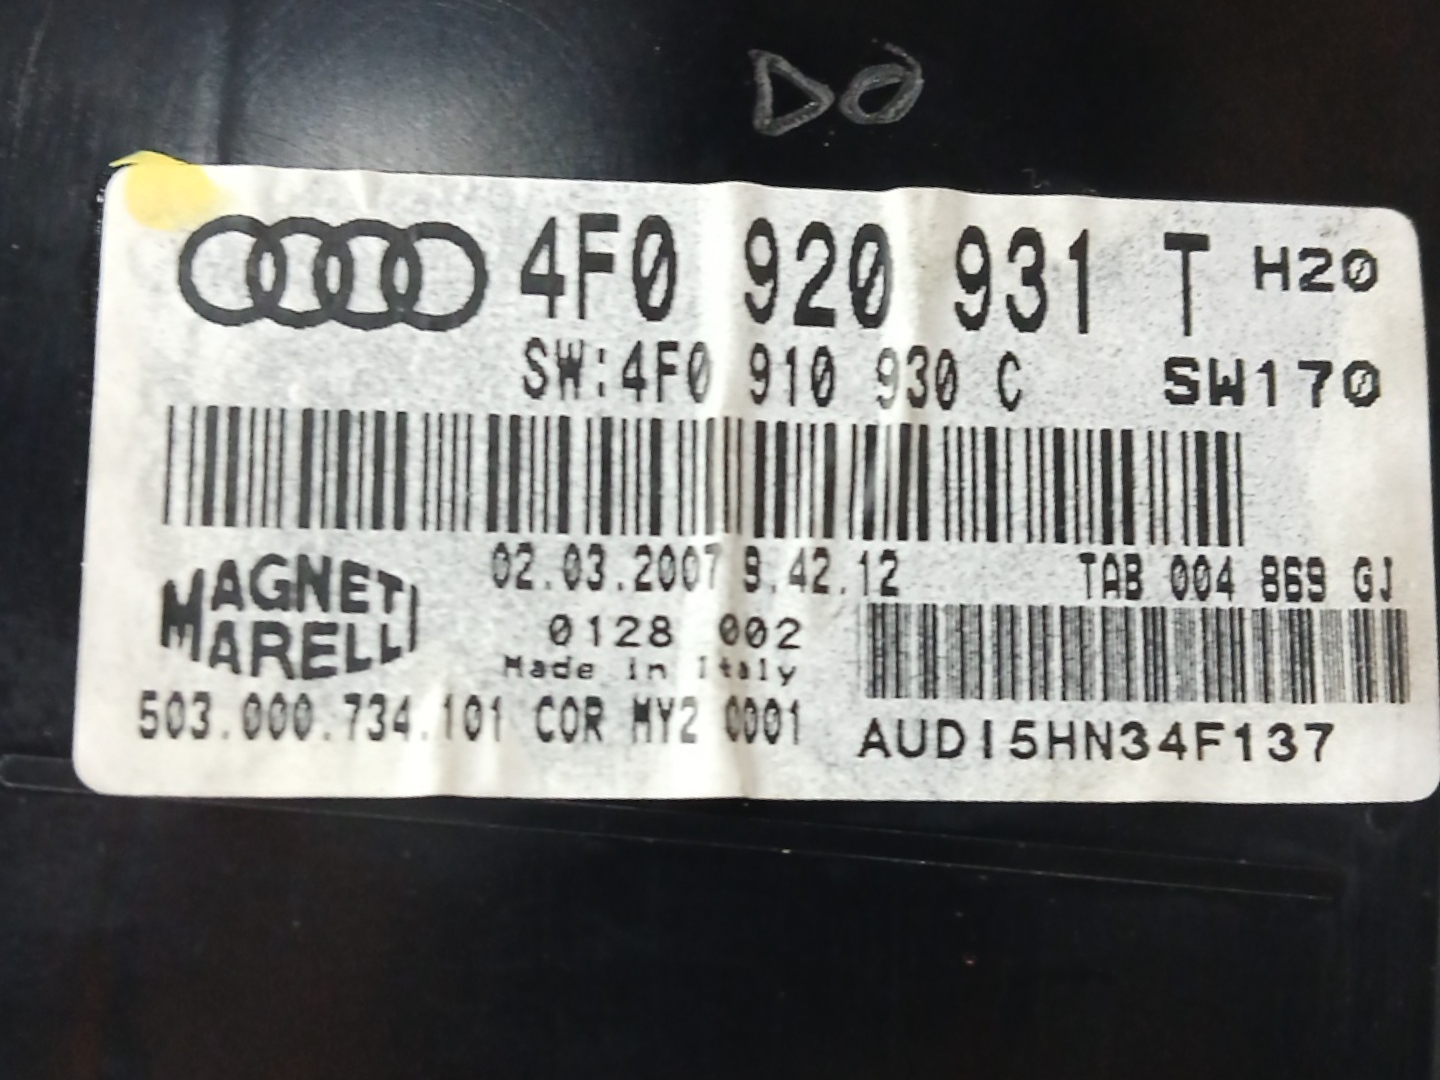 DO
4F0 920 931 T H20
SW:4F0 910 930 C SW170
02.03.2007 9.42.12 TAB 004 869 GJ
MAGNETI
MARELLI
0128 002
Made in Italy
503.000.734.101 COR MY2 0001
AUDI5HN34F137